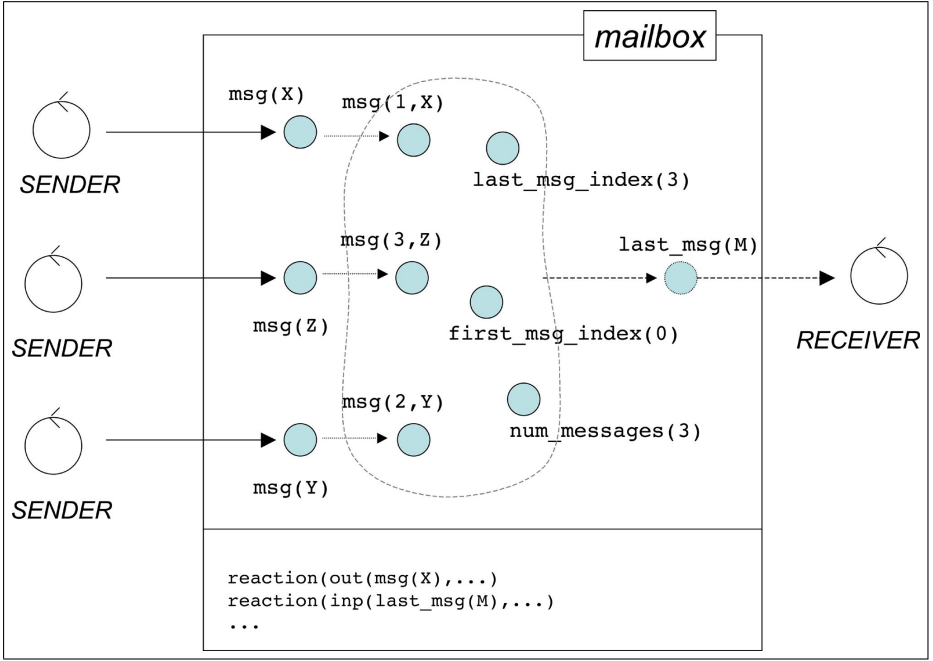 mailbox
msg(X)
msg(1,X)
SENDER
last_msg_index(3)
msg(3,Z)
last_msg(M)
msg(Z)
first_msg_index(0)
SENDER
RECEIVER
msg(2,Y)
num_messages(3)
msg(Y)
SENDER
reaction(out(msg(X),...)
reaction(inp(last_msg(M),...)
...